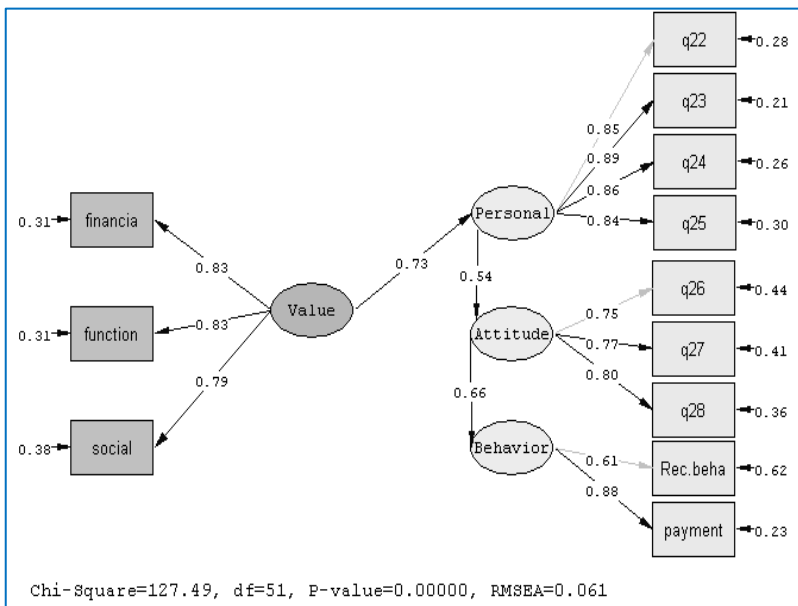 q22
0.28
q23
0.21
q24
0.26
q25
0.30
q26
0.44
q27
0.41
q28
0.36
Rec.beha
0.62
payment
0.23
0.85
0.89
0.86
0.84
Personal
0.73
0.54
0.75
0.77
0.80
Attitude
0.66
0.61
0.88
Behavior
0.31
financia
0.83
Value
0.31
function
0.83
0.79
0.38
social
Chi-Square=127.49, df=51, P-value=0.00000, RMSEA=0.061